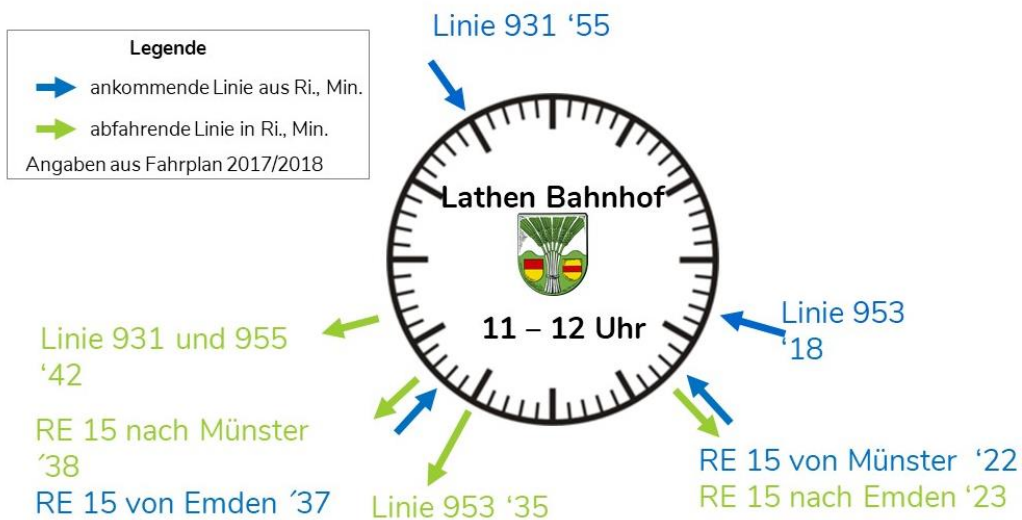 Linie 931 ‘55
Legende
ankommende Linie aus Ri., Min.
abfahrende Linie in Ri., Min.
Angaben aus Fahrplan 2017/2018
Lathen Bahnhof
11 – 12 Uhr
Linie 953
‘18
Linie 931 und 955
‘42
RE 15 nach Münster
´38
RE 15 von Emden ´37
Linie 953 ‘35
RE 15 von Münster ‘22
RE 15 nach Emden ‘23